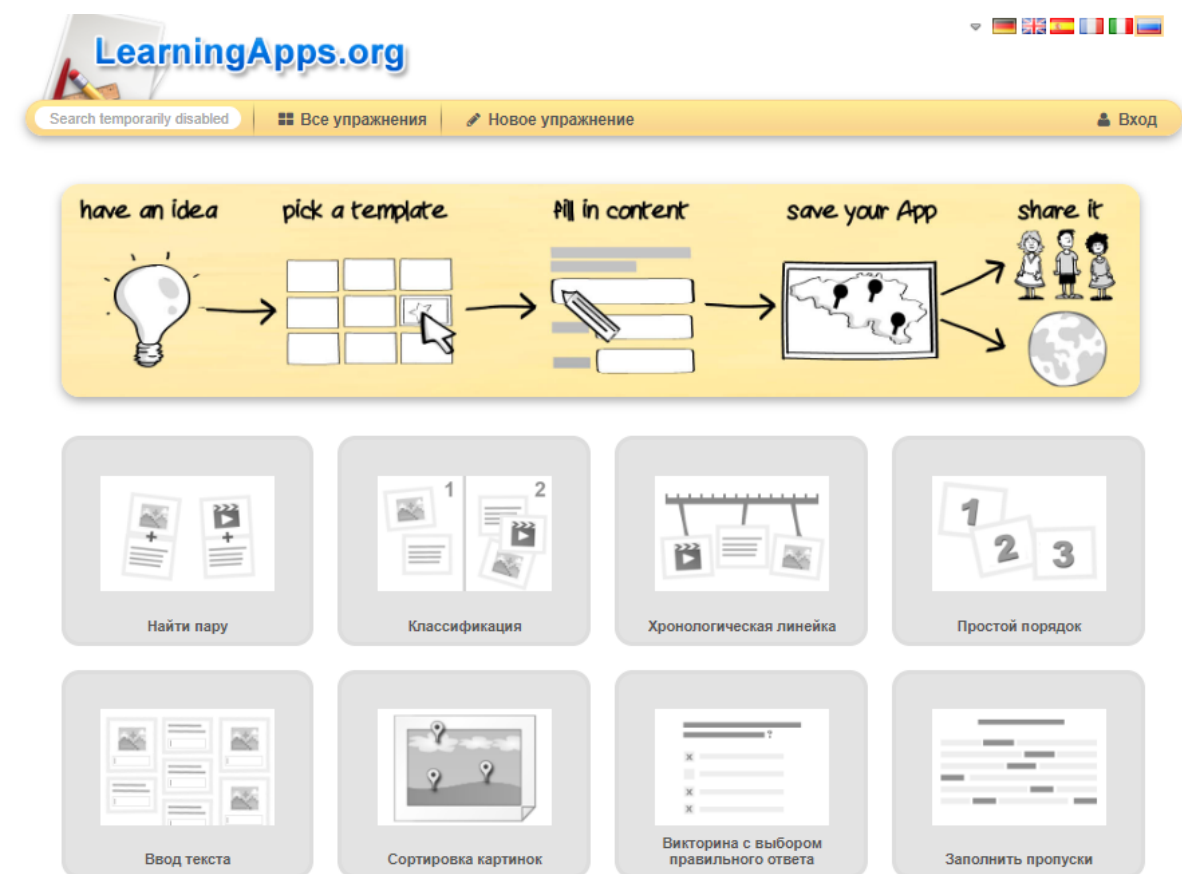 LearningApps.org
Search temporarily disabled
Все упражнения
Новое упражнение
Вход
have an idea
pick a template
fill in content
save your App
share it
1
2
1
2
3
Найти пару
Классификация
Хронологическая линейка
Простой порядок
?
Ввод текста
Сортировка картинок
Викторина с выбором
правильного ответа
Заполнить пропуски